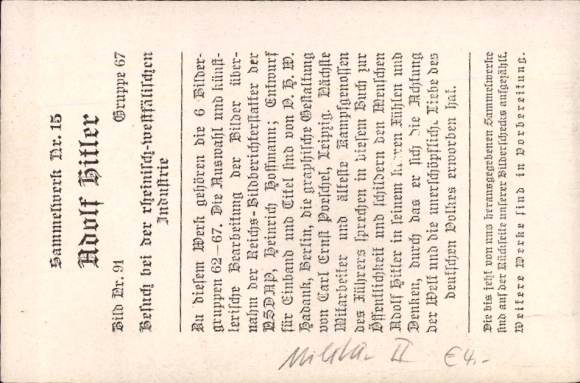 Sammelwerk Nr. 15
Adolf Hitler
Bild Nr. 91 Gruppe 67
Besuch bei der rheinisch-westfälischen
Industrie
Zu diesem Werk gehören die 6 Bilder-
gruppen 62–67. Die Auswahl und künst-
lerische Bearbeitung der Bilder über-
nahm der Reichs-Bildberichterstatter der
NSDAP, Heinrich Hoffmann; Entwurf
für Einband und Titel sind von O. H. W.
Hadank, Berlin, die graphische Gestaltung
von Carl Ernst Poeschel, Leipzig. Nächste
Mitarbeiter und älteste Kampfgenossen
des Führers sprechen in diesem Buch zur
Öffentlichkeit und schildern den Menschen
Adolf Hitler in seinem Fühlen und
Denken, durch das er sich die Achtung
der Welt und die unerschöpfliche Liebe des
deutschen Volkes erworben hat.
Die bis jetzt von uns herausgegebenen Sammelwerke
sind auf der Rückseite unserer Bilderschecks aufgezählt.
Weitere Werke sind in Vorbereitung.
II €4.-